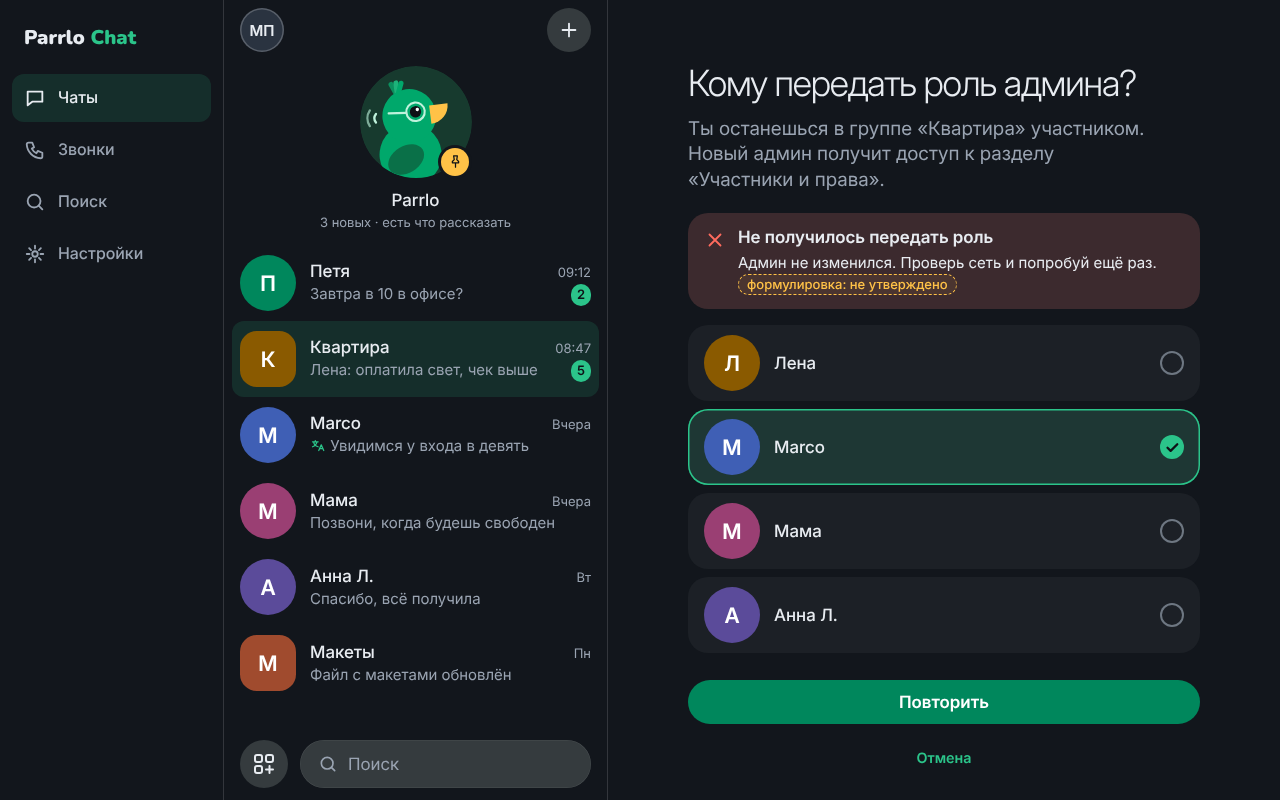 Parrlo Chat
Чаты
Звонки
Поиск
Настройки
МП
Parrlo
3 новых · есть что рассказать
П
Петя
09:12
Завтра в 10 в офисе?
2
К
Квартира
08:47
Лена: оплатила свет, чек выше
5
M
Marco
Вчера
Увидимся у входа в девять
М
Мама
Вчера
Позвони, когда будешь свободен
А
Анна Л.
Вт
Спасибо, всё получила
М
Макеты
Пн
Файл с макетами обновлён
Поиск
Кому передать роль админа?
Ты останешься в группе «Квартира» участником.
Новый админ получит доступ к разделу
«Участники и права».
Не получилось передать роль
Админ не изменился. Проверь сеть и попробуй ещё раз.
формулировка: не утверждено
Л
Лена
M
Marco
М
Мама
А
Анна Л.
Повторить
Отмена